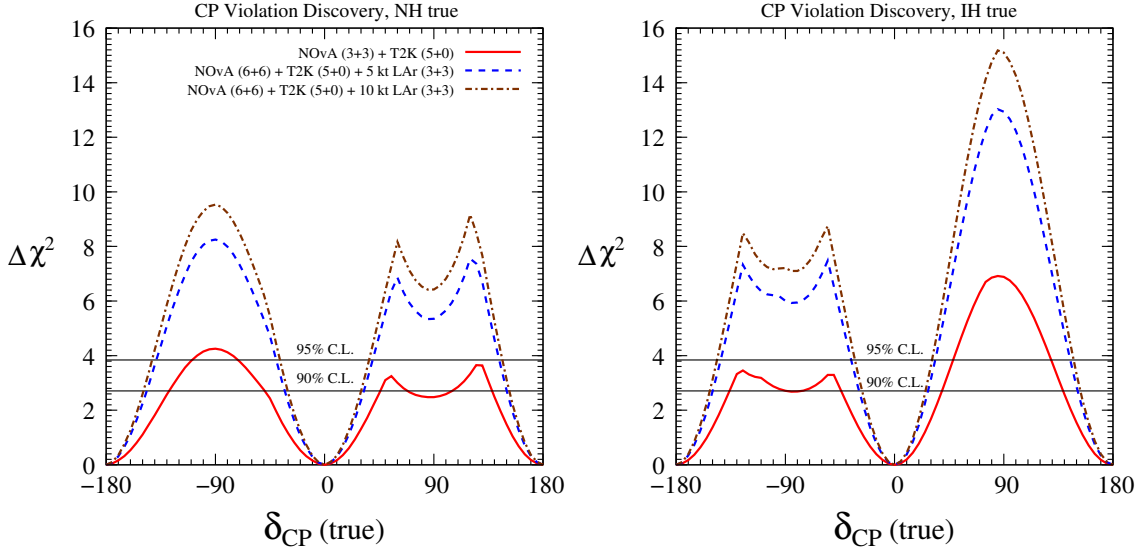 CP Violation Discovery, NH true
16
14
12
10
8
6
4
2
0
Δχ²
NOvA (3+3) + T2K (5+0)
NOvA (6+6) + T2K (5+0) + 5 kt LAr (3+3)
NOvA (6+6) + T2K (5+0) + 10 kt LAr (3+3)
95% C.L.
90% C.L.
−180 −90 0 90 180
δCP (true)
CP Violation Discovery, IH true
16
14
12
10
8
6
4
2
0
Δχ²
95% C.L.
90% C.L.
−180 −90 0 90 180
δCP (true)